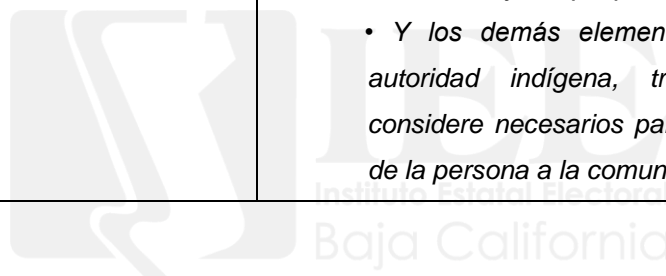 • Y los demás elemen
autoridad indígena, tr
considere necesarios pa
de la persona a la comun
IEE
Instituto Estatal Electoral
Baja California